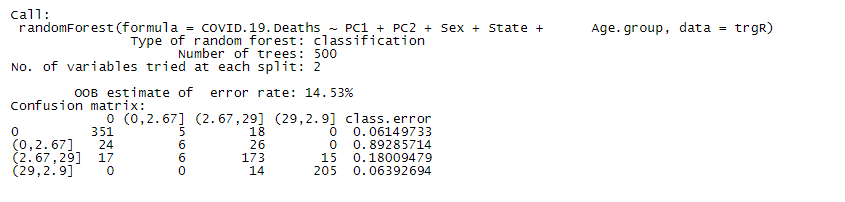 Call:
randomForest(formula = COVID.19.Deaths ~ PC1 + PC2 + Sex + State + Age.group, data = trgR)
Type of random forest: classification
Number of trees: 500
No. of variables tried at each split: 2
OOB estimate of error rate: 14.53%
Confusion matrix:
0 (0,2.67] (2.67,29] (29,2.9] class.error
0 351 5 18 0 0.06149733
(0,2.67] 24 6 26 0 0.89285714
(2.67,29] 17 6 173 15 0.18009479
(29,2.9] 0 0 14 205 0.06392694